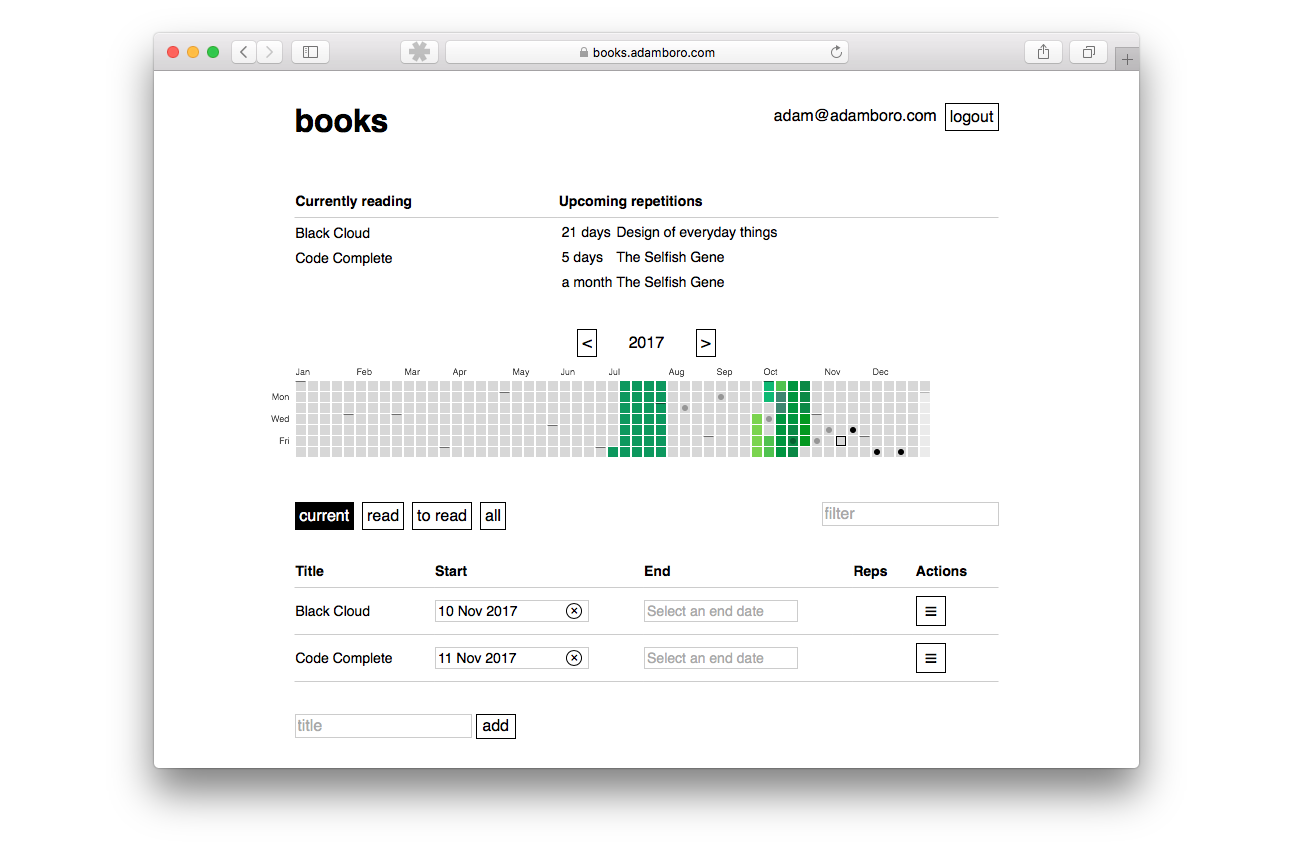 books.adamboro.com
books
adam@adamboro.com logout
Currently reading Upcoming repetitions
Black Cloud 21 days Design of everyday things
Code Complete 5 days The Selfish Gene
a month The Selfish Gene
< 2017 >
Jan Feb Mar Apr May Jun Jul Aug Sep Oct Nov Dec
Mon
Wed
Fri
current read to read all filter
Title Start End Reps Actions
Black Cloud 10 Nov 2017 Select an end date
Code Complete 11 Nov 2017 Select an end date
title add